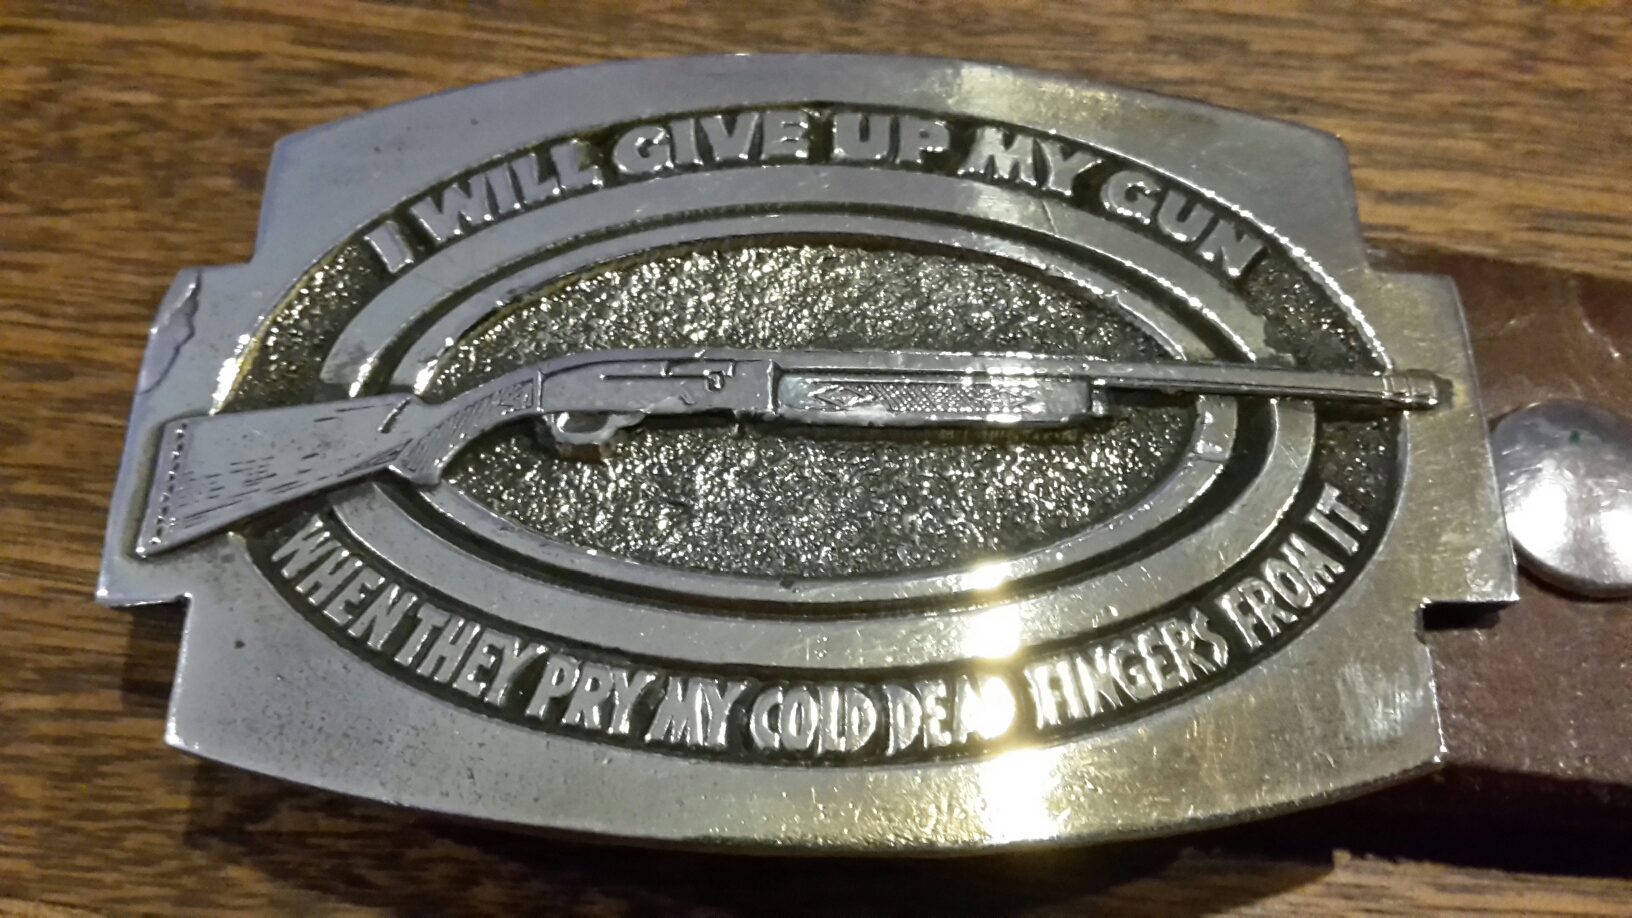 I WILL GIVE UP MY GUN
WHEN THEY PRY MY COLD DEAD FINGERS FROM IT